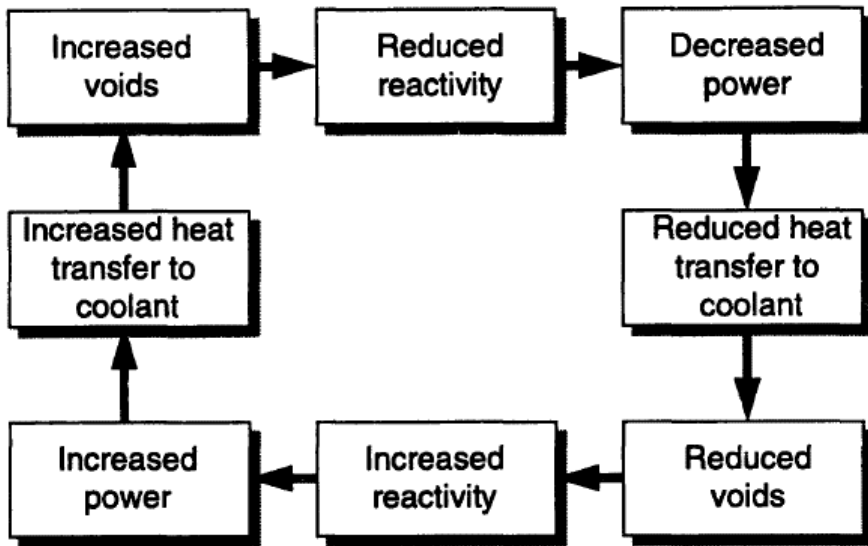 Increased
voids
Reduced
reactivity
Decreased
power
Increased heat
transfer to
coolant
Reduced heat
transfer to
coolant
Increased
power
Increased
reactivity
Reduced
voids